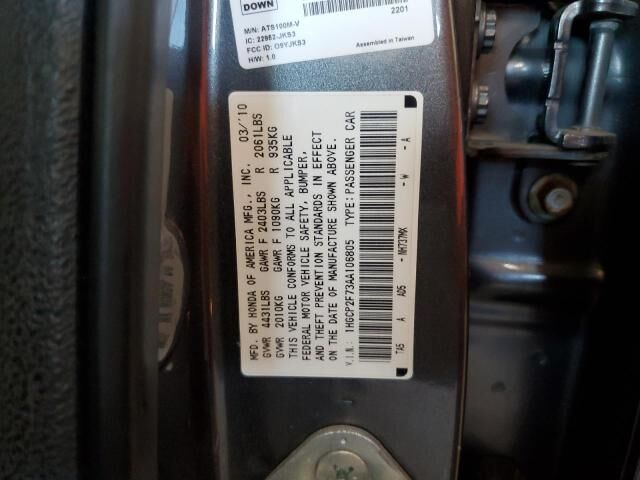 DOWN
2201
M/N: ATS100M-V
IC: 22982-JKS3
FCC ID: O9YJKS3
Assembled in Taiwan
H/W: 1.0
MFD. BY HONDA OF AMERICA MFG., INC. 03/'10
GVWR 4431LBS GAWR F 2403LBS R 2061LBS
GVWR 2010KG GAWR F 1090KG R 935KG
THIS VEHICLE CONFORMS TO ALL APPLICABLE
FEDERAL MOTOR VEHICLE SAFETY, BUMPER,
AND THEFT PREVENTION STANDARDS IN EFFECT
ON THE DATE OF MANUFACTURE SHOWN ABOVE.
V.I.N.: 1HGCP2F73AA106805 TYPE:PASSENGER CAR
TA5 A A05 -NH737MX -W -A